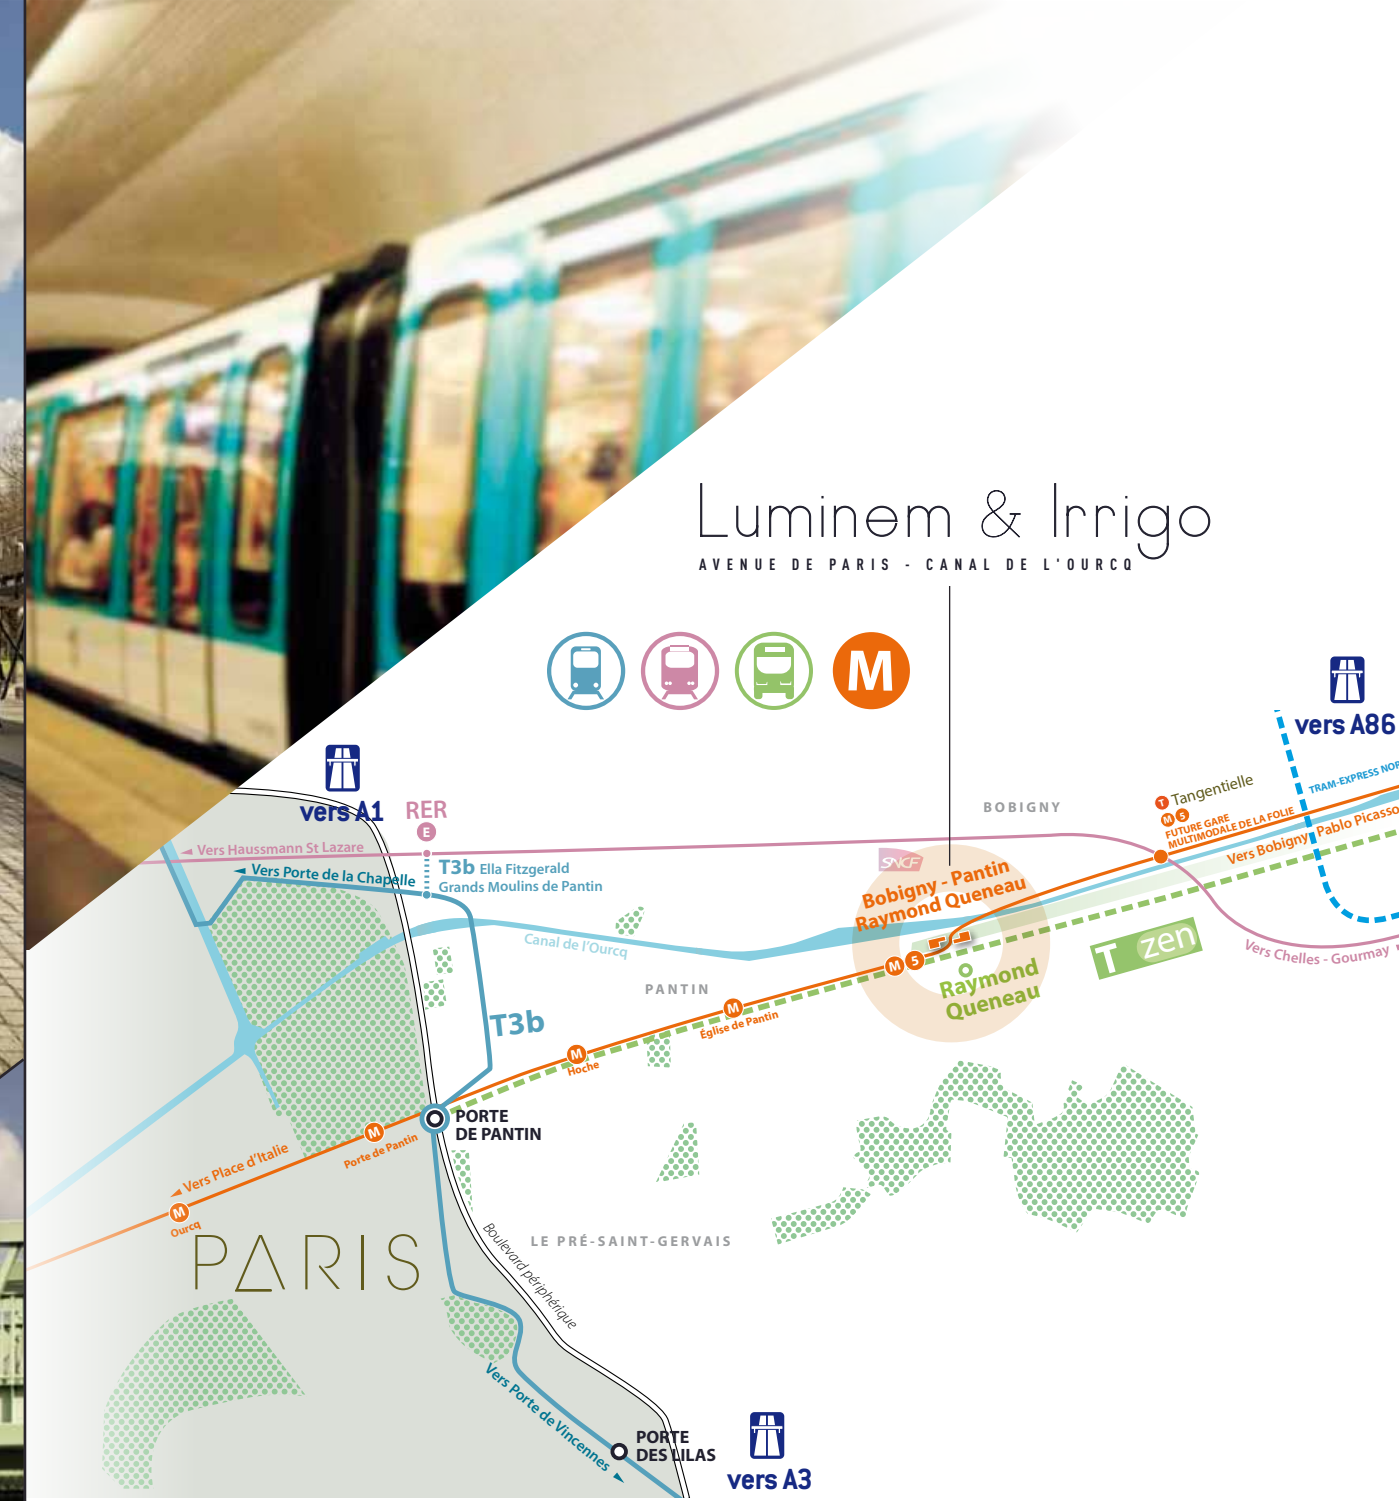 Luminem & Irrigo
AVENUE DE PARIS - CANAL DE L'OURCQ
M
vers A86
vers A1
RER
E
BOBIGNY
T Tangentielle
M 5
FUTURE GARE
MULTIMODALE DE LA FOLIE
TRAM-EXPRESS NOR
Vers Bobigny Pablo Picasso
Vers Haussmann St Lazare
Vers Porte de la Chapelle
T3b Ella Fitzgerald
Grands Moulins de Pantin
SNCF
Bobigny - Pantin
Raymond Queneau
Canal de l'Ourcq
M 5
T zen
Vers Chelles - Gourmay
Raymond
Queneau
PANTIN
T3b
M
Église de Pantin
M
Hoche
PORTE
DE PANTIN
M
Porte de Pantin
Vers Place d'Italie
M
Ourcq
PARIS
LE PRÉ-SAINT-GERVAIS
Boulevard périphérique
Vers Porte de Vincennes
PORTE
DES LILAS
vers A3